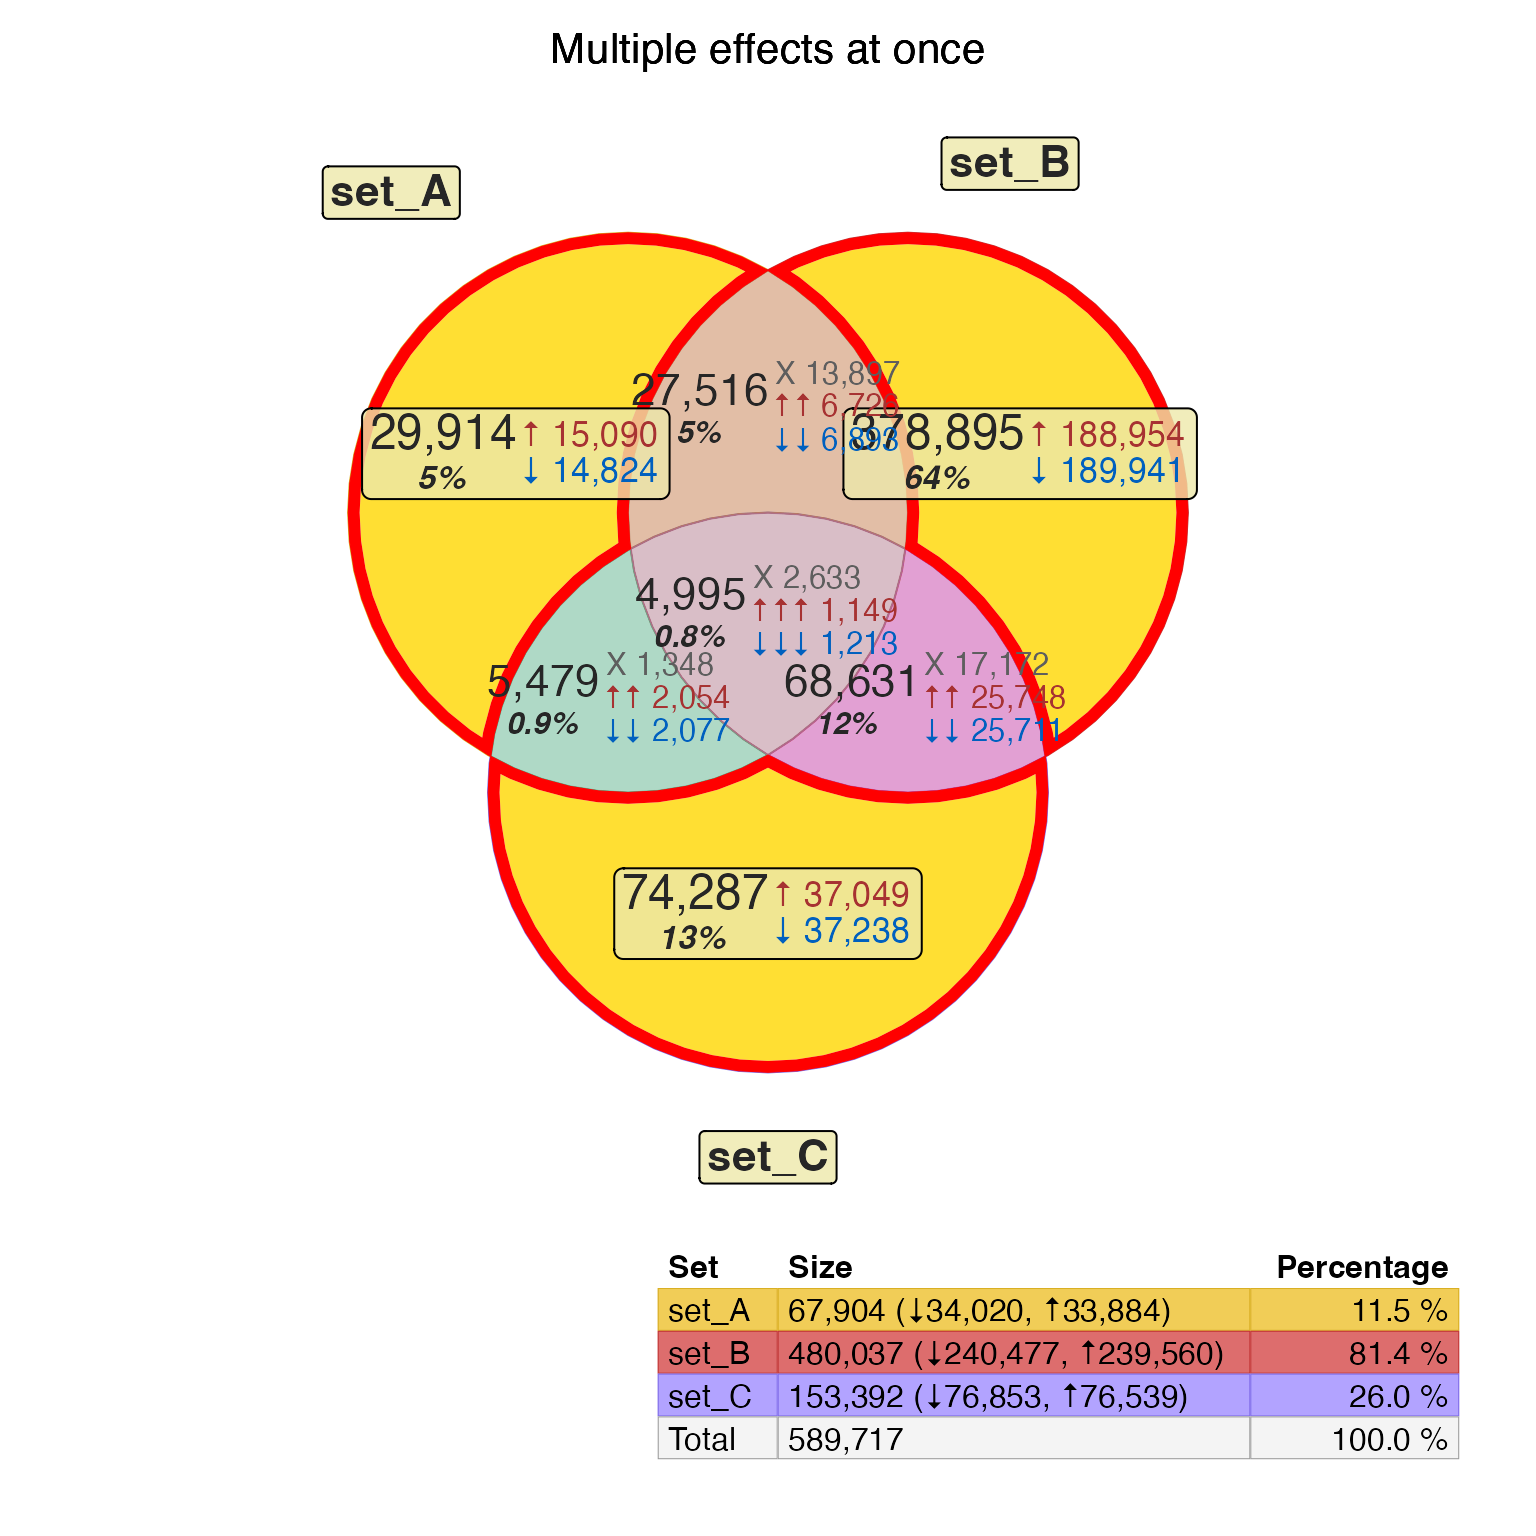 Multiple effects at once
set_A
set_B
27,516 X 13,897
↑↑ 6,726
5% ↓↓ 6,893
29,914 ↑ 15,090
5% ↓ 14,824
378,895 ↑ 188,954
64% ↓ 189,941
4,995 X 2,633
↑↑↑ 1,149
0.8% ↓↓↓ 1,213
5,479 X 1,348
↑↑ 2,054
0.9% ↓↓ 2,077
68,631 X 17,172
↑↑ 25,748
12% ↓↓ 25,711
74,287 ↑ 37,049
13% ↓ 37,238
set_C
Set Size Percentage
set_A 67,904 (↓34,020, ↑33,884) 11.5 %
set_B 480,037 (↓240,477, ↑239,560) 81.4 %
set_C 153,392 (↓76,853, ↑76,539) 26.0 %
Total 589,717 100.0 %